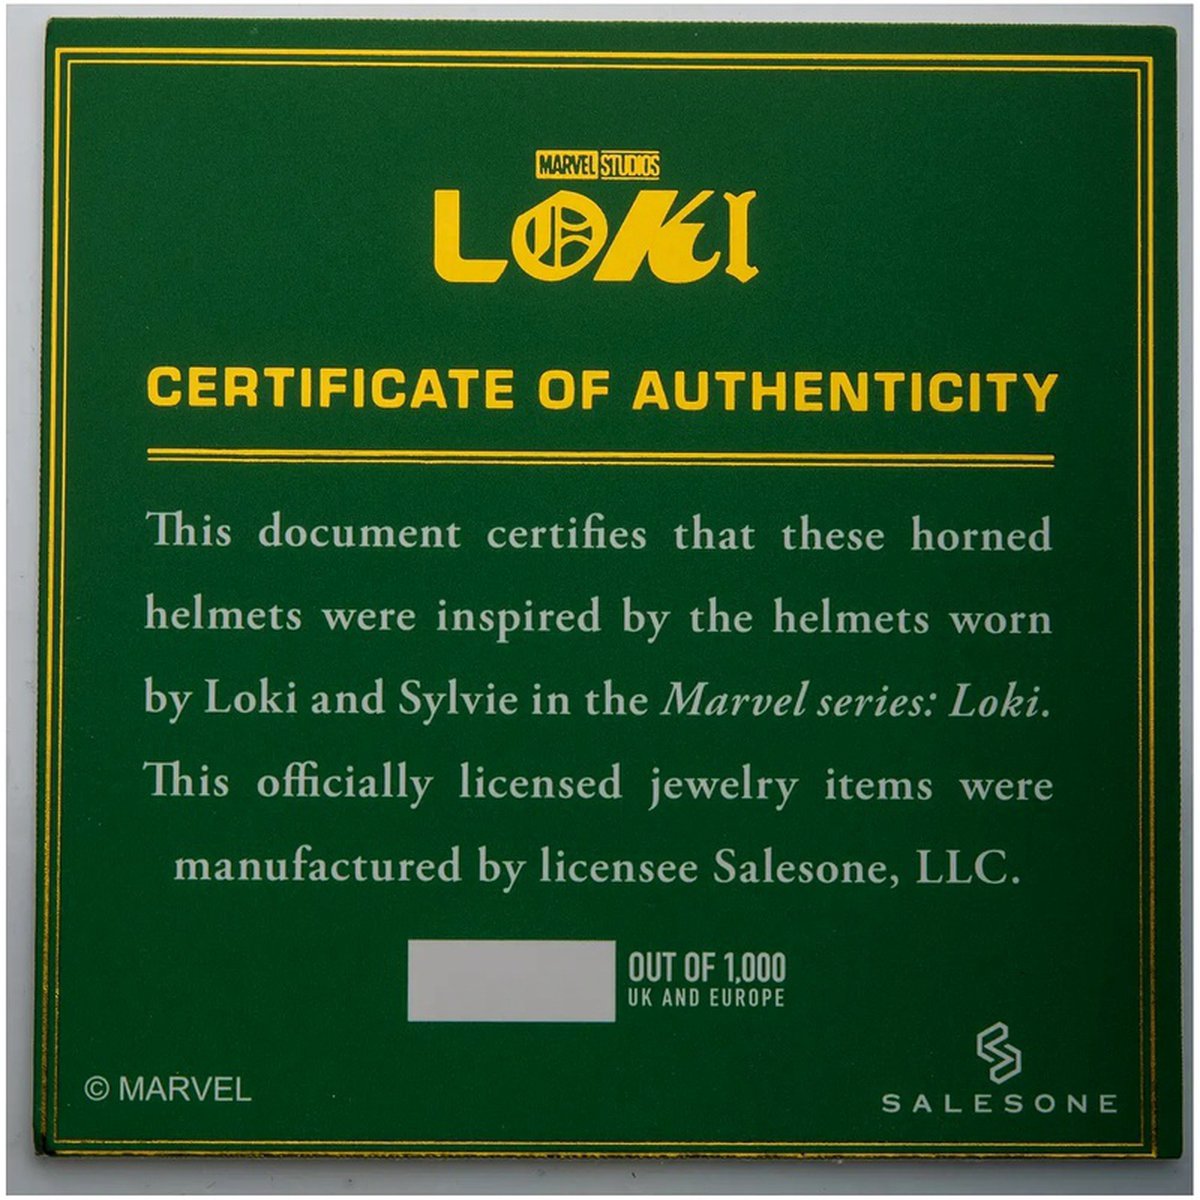 MARVEL STUDIOS
LOKI
CERTIFICATE OF AUTHENTICITY
This document certifies that these horned
helmets were inspired by the helmets worn
by Loki and Sylvie in the Marvel series: Loki.
This officially licensed jewelry items were
manufactured by licensee Salesone, LLC.
OUT OF 1,000
UK AND EUROPE
© MARVEL
SALESONE